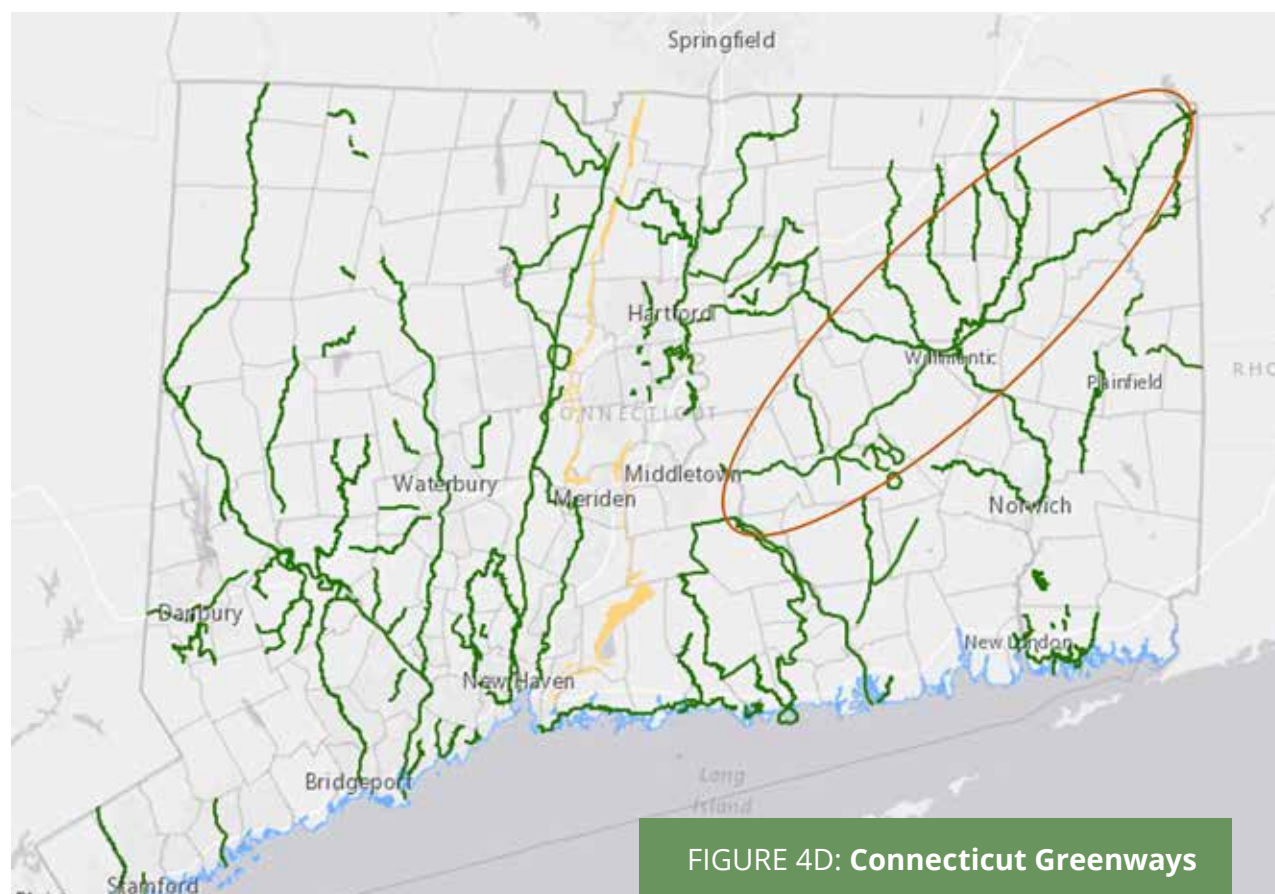 Springfield
Hartford
Willimantic
RHO
Plainfield
CONNECTICUT
Middletown
Waterbury
Meriden
Norwich
Danbury
New London
New Haven
Bridgeport
Long
Island
FIGURE 4D: Connecticut Greenways
Stamford